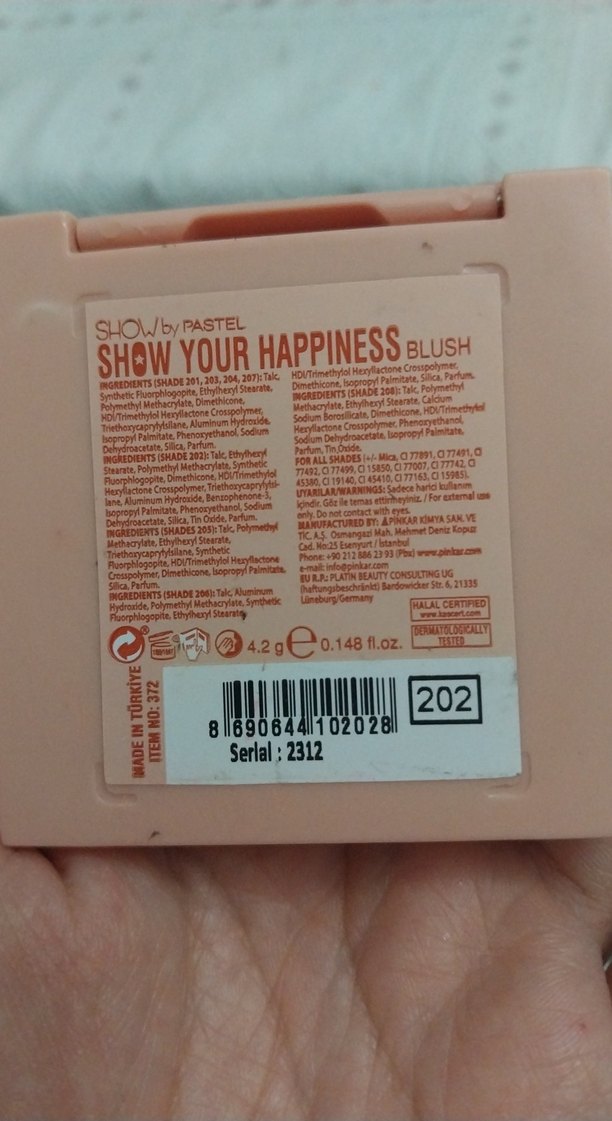 SHOW by PASTEL
SHOW YOUR HAPPINESS BLUSH
INGREDIENTS (SHADE 201, 203, 204, 207): Talc,
Synthetic Fluorphlogopite, Ethylhexyl Stearate,
Polymethyl Methacrylate, Dimethicone,
HDI/Trimethylol Hexyllactone Crosspolymer,
Triethoxycaprylylsilane, Aluminum Hydroxide,
Isopropyl Palmitate, Phenoxyethanol, Sodium
Dehydroacetate, Silica, Parfum.
INGREDIENTS (SHADE 202): Talc, Ethylhexyl
Stearate, Polymethyl Methacrylate, Synthetic
Fluorphlogopite, Dimethicone, HDI/Trimethylol
Hexyllactone Crosspolymer, Triethoxycaprylylsi-
lane, Aluminum Hydroxide, Benzophenone-3,
Isopropyl Palmitate, Phenoxyethanol, Sodium
Dehydroacetate, Silica, Tin Oxide, Parfum.
INGREDIENTS (SHADES 205): Talc, Polymethyl
Methacrylate, Ethylhexyl Stearate,
Triethoxycaprylylsilane, Synthetic
Fluorphlogopite, HDI/Trimethylol Hexyllactone
Crosspolymer, Dimethicone, Isopropyl Palmitate,
Silica, Parfum.
INGREDIENTS (SHADE 206): Talc, Aluminum
Hydroxide, Polymethyl Methacrylate, Synthetic
Fluorphlogopite, Ethylhexyl Stearate,
HDI/Trimethylol Hexyllactone Crosspolymer,
Dimethicone, Isopropyl Palmitate, Silica, Parfum.
INGREDIENTS (SHADE 208): Talc, Polymethyl
Methacrylate, Ethylhexyl Stearate, Calcium
Sodium Borosilicate, Dimethicone, HDI/Trimethylol
Hexyllactone Crosspolymer, Phenoxyethanol,
Sodium Dehydroacetate, Isopropyl Palmitate,
Parfum, Tin Oxide.
FOR ALL SHADES (+/- Mica, CI 77891, CI 77491, CI
77492, CI 77499, CI 15850, CI 77007, CI 77742, CI
45380, CI 19140, CI 45410, CI 77163, CI 15985).
UYARILAR/WARNINGS: Sadece harici kullanım
içindir. Göz ile temas ettirmeyiniz. / For external use
only. Do not contact with eyes.
MANUFACTURED BY: PINKAR KİMYA SAN. VE
TİC. A.Ş. Osmangazi Mah. Mehmet Deniz Kopuz
Cad. No:25 Esenyurt / İstanbul
Phone: +90 212 886 23 93 (Pbx) www.pinkar.com
e-mail: info@pinkar.com
EU R.P.: PLATIN BEAUTY CONSULTING UG
(haftungsbeschränkt) Bardowicker Str. 6, 21335
Lüneburg/Germany
HALAL CERTIFIED
www.kascert.com
DERMATOLOGICALLY
TESTED
4.2 g e 0.148 fl.oz.
MADE IN TÜRKİYE
ITEM NO: 372
202
8 690644 102028
Serial : 2312